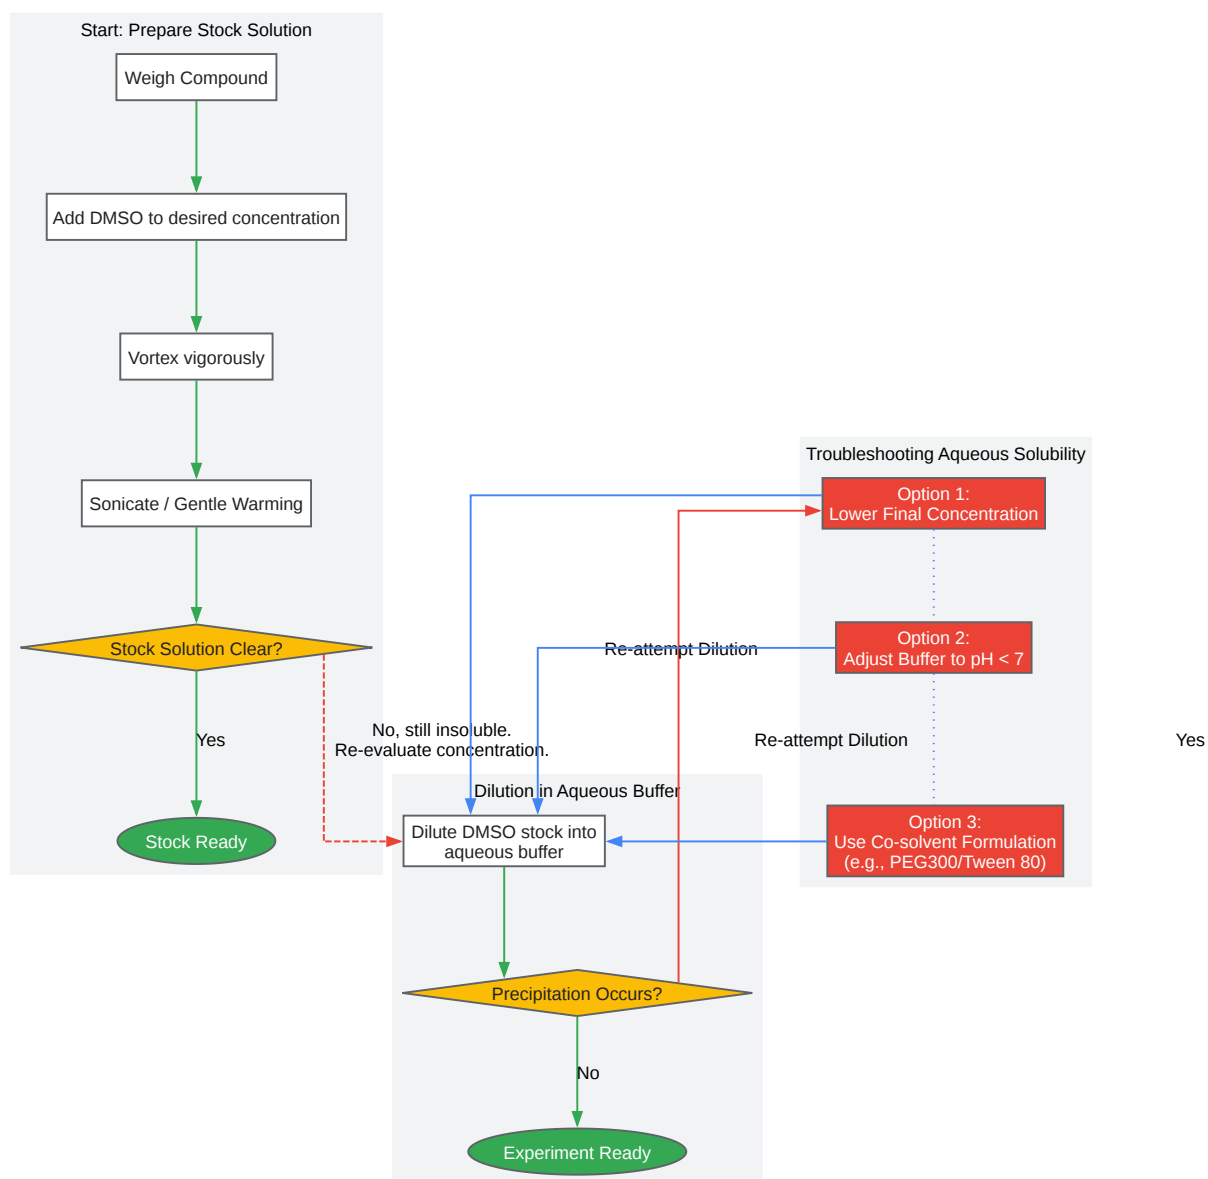 Start: Prepare Stock Solution
Weigh Compound
Add DMSO to desired concentration
Vortex vigorously
Sonicate / Gentle Warming
Stock Solution Clear?
Yes
Stock Ready
No, still insoluble.
Re-evaluate concentration.
Dilution in Aqueous Buffer
Dilute DMSO stock into
aqueous buffer
Precipitation Occurs?
No
Experiment Ready
Troubleshooting Aqueous Solubility
Option 1:
Lower Final Concentration
Option 2:
Adjust Buffer to pH < 7
Option 3:
Use Co-solvent Formulation
(e.g., PEG300/Tween 80)
Re-attempt Dilution
Re-attempt Dilution
Yes